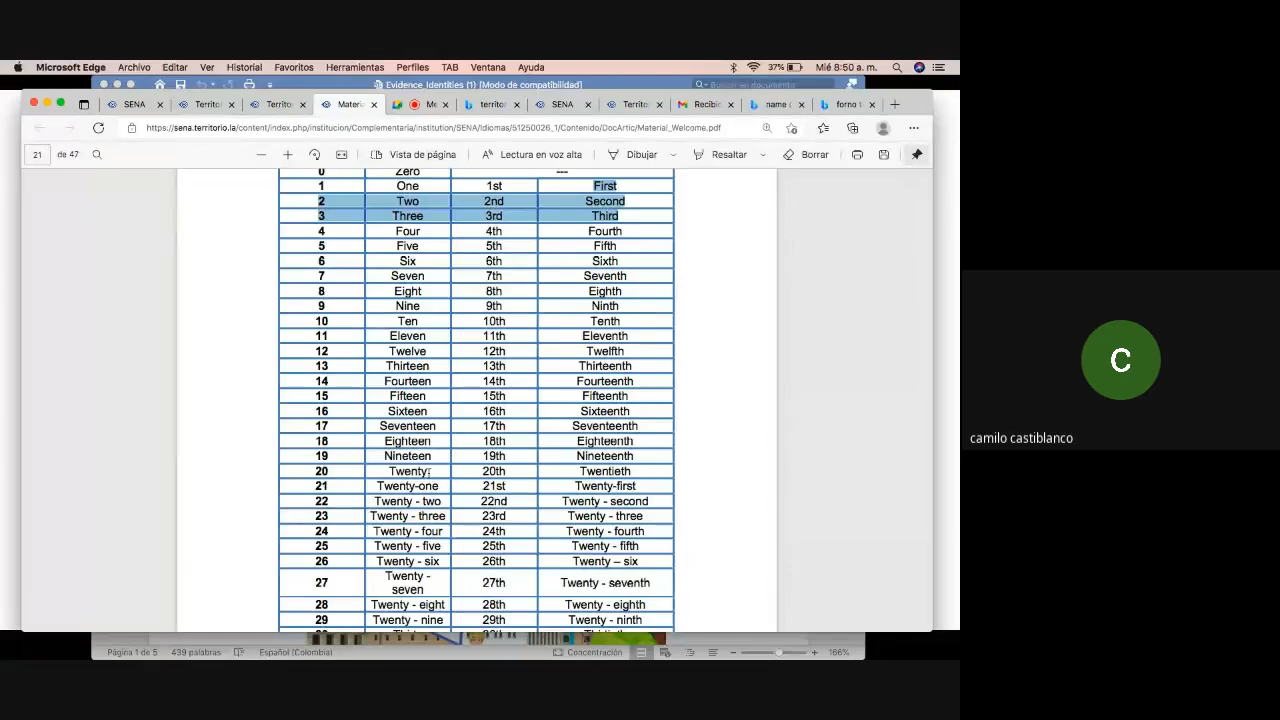 Microsoft Edge Archivo Editar Ver Historial Favoritos Herramientas Perfiles TAB Ventana Ayuda 37% Mié 8:50 a. m.
Evidence_Identities (1) [Modo de compatibilidad]
SENA Territori Territo Materia Me territor SENA Territo Recibid name ( forno t
https://sena.territorio.la/content/index.php/institucion/Complementaria/institution/SENA/Idiomas/51250026_1/Contenido/DocArtic/Material_Welcome.pdf
21 de 47 Vista de página Lectura en voz alta Dibujar Resaltar Borrar
0 Zero ---
1 One 1st First
2 Two 2nd Second
3 Three 3rd Third
4 Four 4th Fourth
5 Five 5th Fifth
6 Six 6th Sixth
7 Seven 7th Seventh
8 Eight 8th Eighth
9 Nine 9th Ninth
10 Ten 10th Tenth
11 Eleven 11th Eleventh
12 Twelve 12th Twelfth
13 Thirteen 13th Thirteenth
14 Fourteen 14th Fourteenth
15 Fifteen 15th Fifteenth
16 Sixteen 16th Sixteenth
17 Seventeen 17th Seventeenth
18 Eighteen 18th Eighteenth
19 Nineteen 19th Nineteenth
20 Twenty 20th Twentieth
21 Twenty-one 21st Twenty-first
22 Twenty - two 22nd Twenty - second
23 Twenty - three 23rd Twenty - three
24 Twenty - four 24th Twenty - fourth
25 Twenty - five 25th Twenty - fifth
26 Twenty - six 26th Twenty – six
27 Twenty - seven 27th Twenty - seventh
28 Twenty - eight 28th Twenty - eighth
29 Twenty - nine 29th Twenty - ninth
Página 1 de 5 439 palabras Español (Colombia) Concentración 166%
C
camilo castiblanco